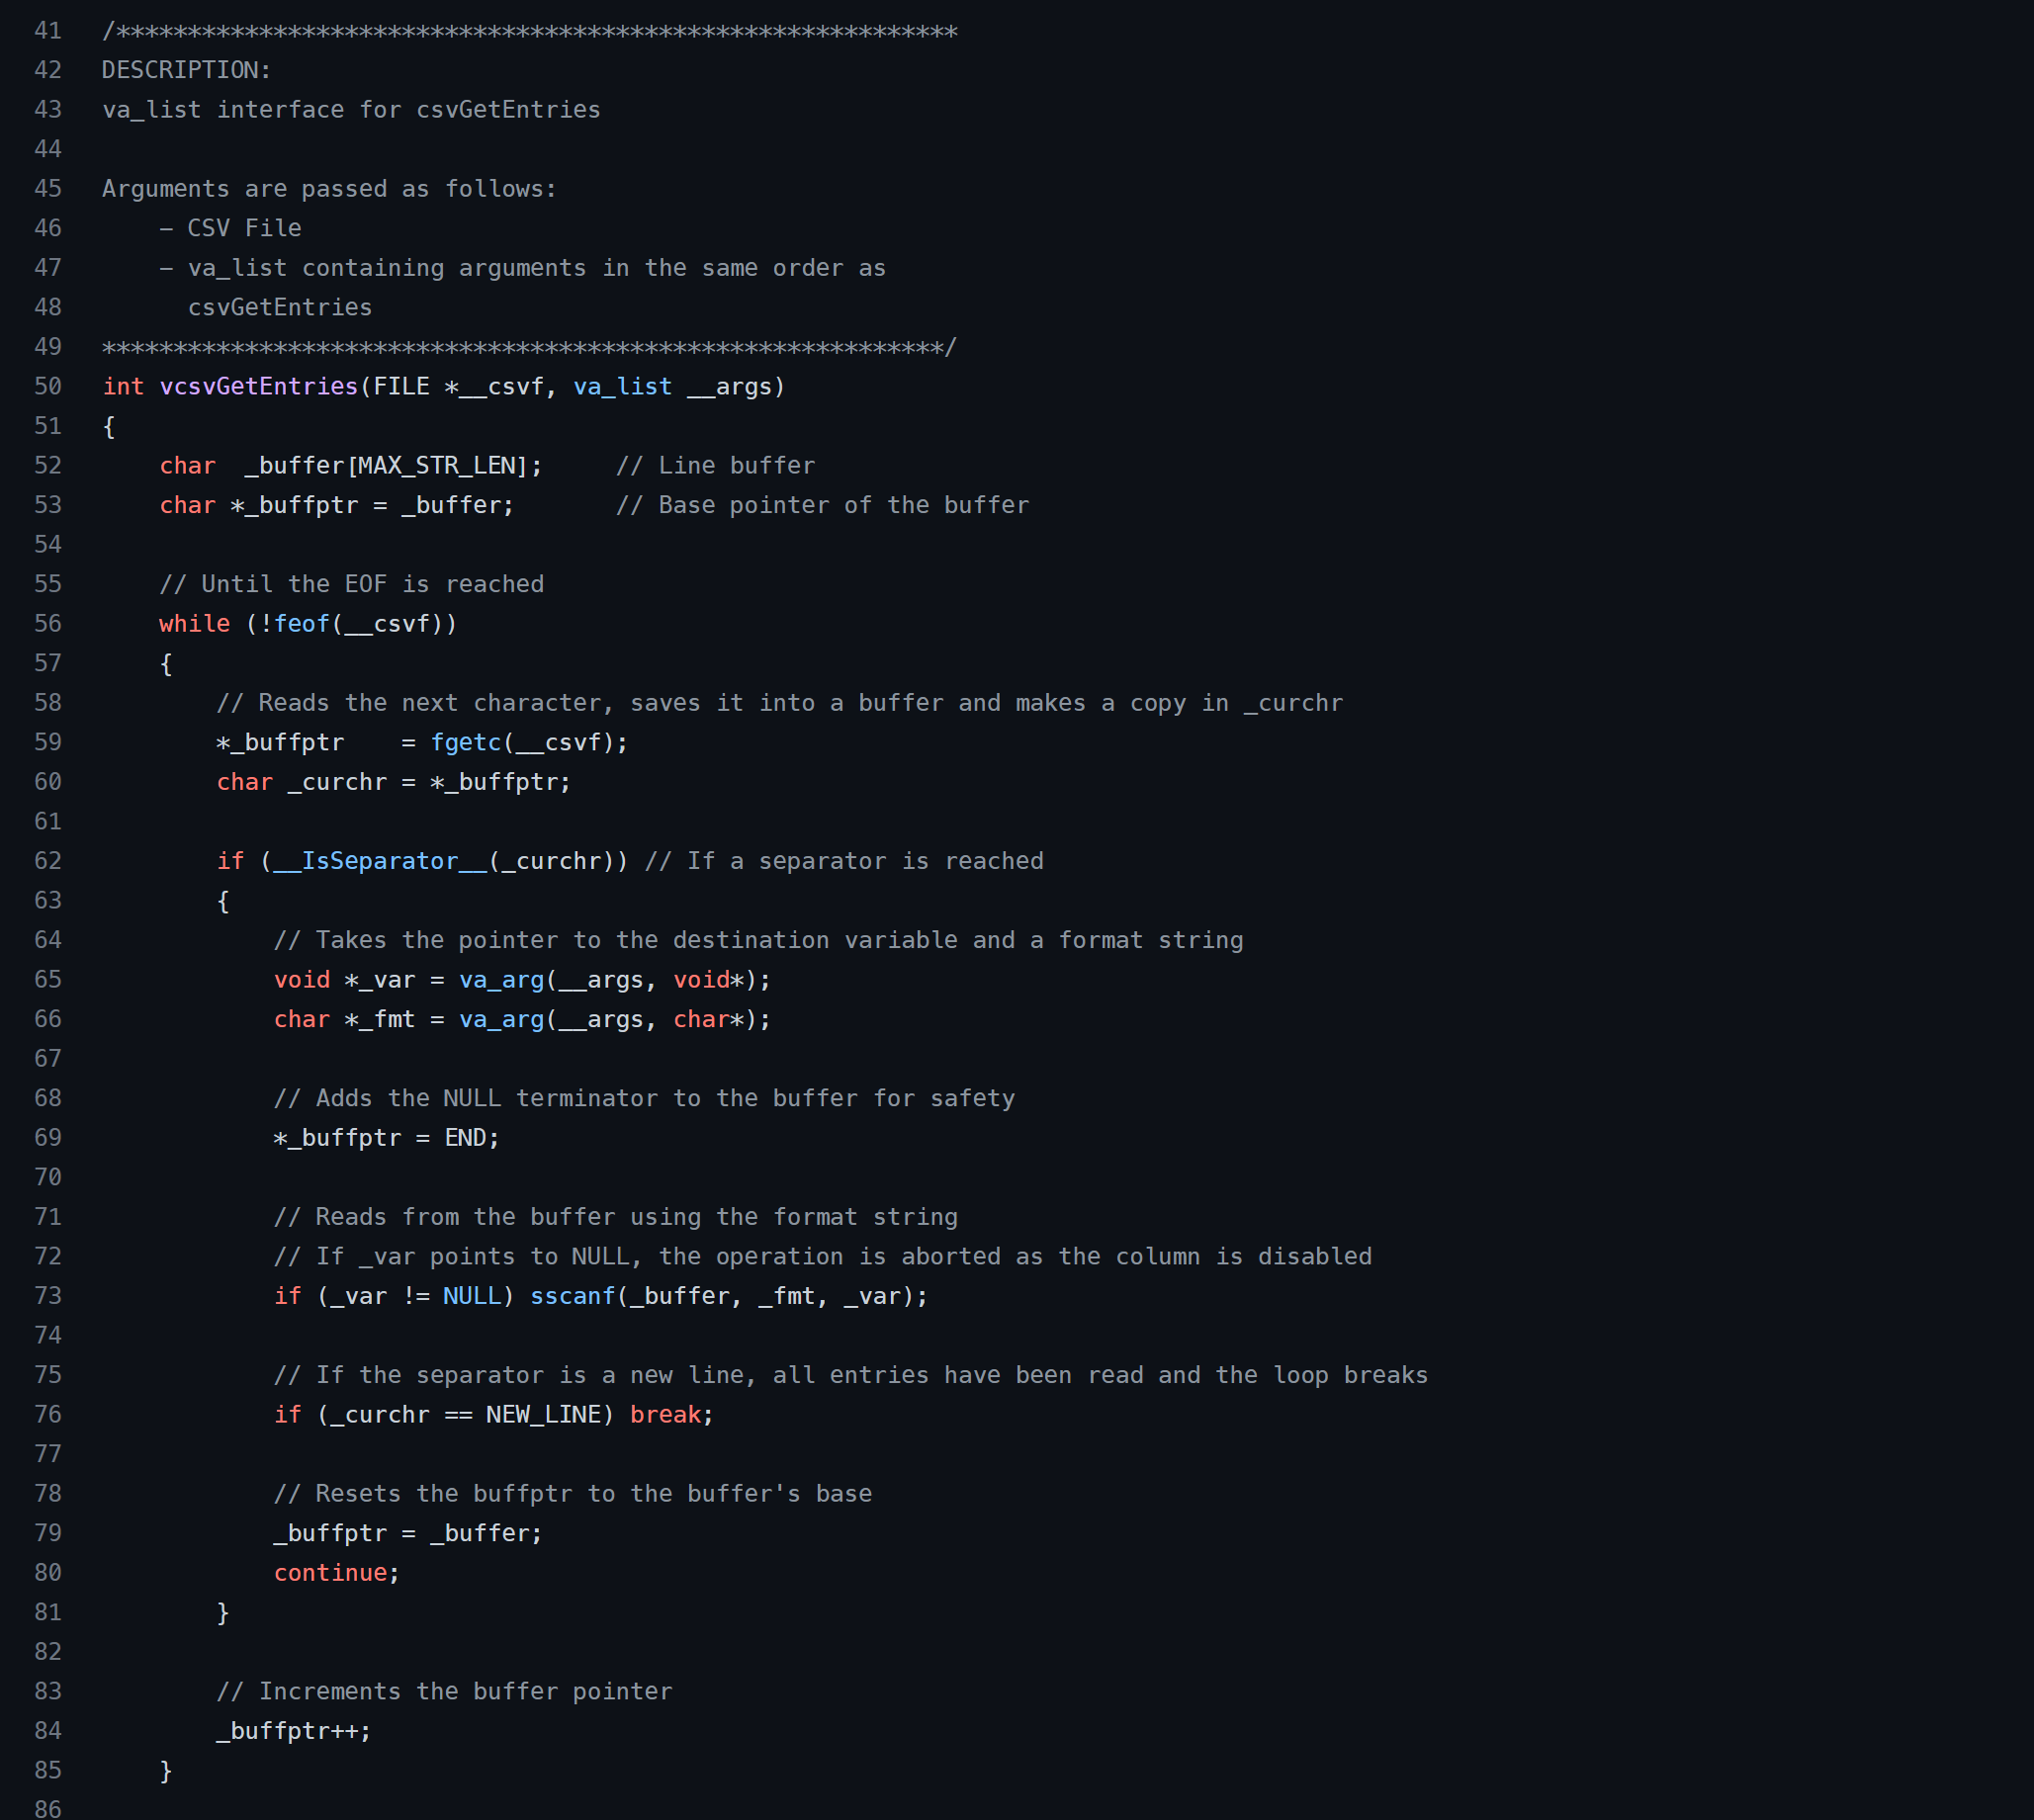 41 /***********************************************************
42 DESCRIPTION:
43 va_list interface for csvGetEntries
44
45 Arguments are passed as follows:
46     – CSV File
47     – va_list containing arguments in the same order as
48       csvGetEntries
49 ***********************************************************/
50 int vcsvGetEntries(FILE *__csvf, va_list __args)
51 {
52     char  _buffer[MAX_STR_LEN];     // Line buffer
53     char *_buffptr = _buffer;       // Base pointer of the buffer
54
55     // Until the EOF is reached
56     while (!feof(__csvf))
57     {
58         // Reads the next character, saves it into a buffer and makes a copy in _curchr
59         *_buffptr    = fgetc(__csvf);
60         char _curchr = *_buffptr;
61
62         if (__IsSeparator__(_curchr)) // If a separator is reached
63         {
64             // Takes the pointer to the destination variable and a format string
65             void *_var = va_arg(__args, void*);
66             char *_fmt = va_arg(__args, char*);
67
68             // Adds the NULL terminator to the buffer for safety
69             *_buffptr = END;
70
71             // Reads from the buffer using the format string
72             // If _var points to NULL, the operation is aborted as the column is disabled
73             if (_var != NULL) sscanf(_buffer, _fmt, _var);
74
75             // If the separator is a new line, all entries have been read and the loop breaks
76             if (_curchr == NEW_LINE) break;
77
78             // Resets the buffptr to the buffer's base
79             _buffptr = _buffer;
80             continue;
81         }
82
83         // Increments the buffer pointer
84         _buffptr++;
85     }
86